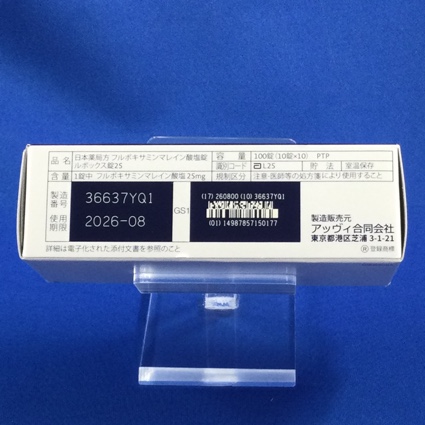 品名 日本薬局方 フルボキサミンマレイン酸塩錠
ルボックス錠25
容量 100錠(10錠×10) PTP
識別コード L25 貯法 室温保存
含量 1錠中 フルボキサミンマレイン酸塩 25mg
規制区分 注意-医師等の処方箋により使用すること
製造番号 36637YQ1
使用期限 2026-08
GS1
(17) 260800 (10) 36637YQ1
(01) 14987857150177
製造販売元
アッヴィ合同会社
東京都港区芝浦 3-1-21
詳細は電子化された添付文書を参照のこと
®登録商標